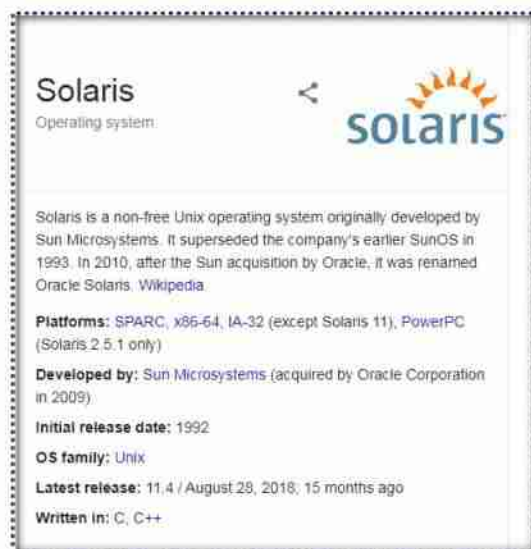 Solaris
Operating system
solaris
Solaris is a non-free Unix operating system originally developed by
Sun Microsystems. It superseded the company's earlier SunOS in
1993. In 2010, after the Sun acquisition by Oracle, it was renamed
Oracle Solaris. Wikipedia
Platforms: SPARC, x86-64, IA-32 (except Solaris 11), PowerPC
(Solaris 2.5.1 only)
Developed by: Sun Microsystems (acquired by Oracle Corporation
in 2009)
Initial release date: 1992
OS family: Unix
Latest release: 11.4 / August 28, 2018; 15 months ago
Written in: C, C++